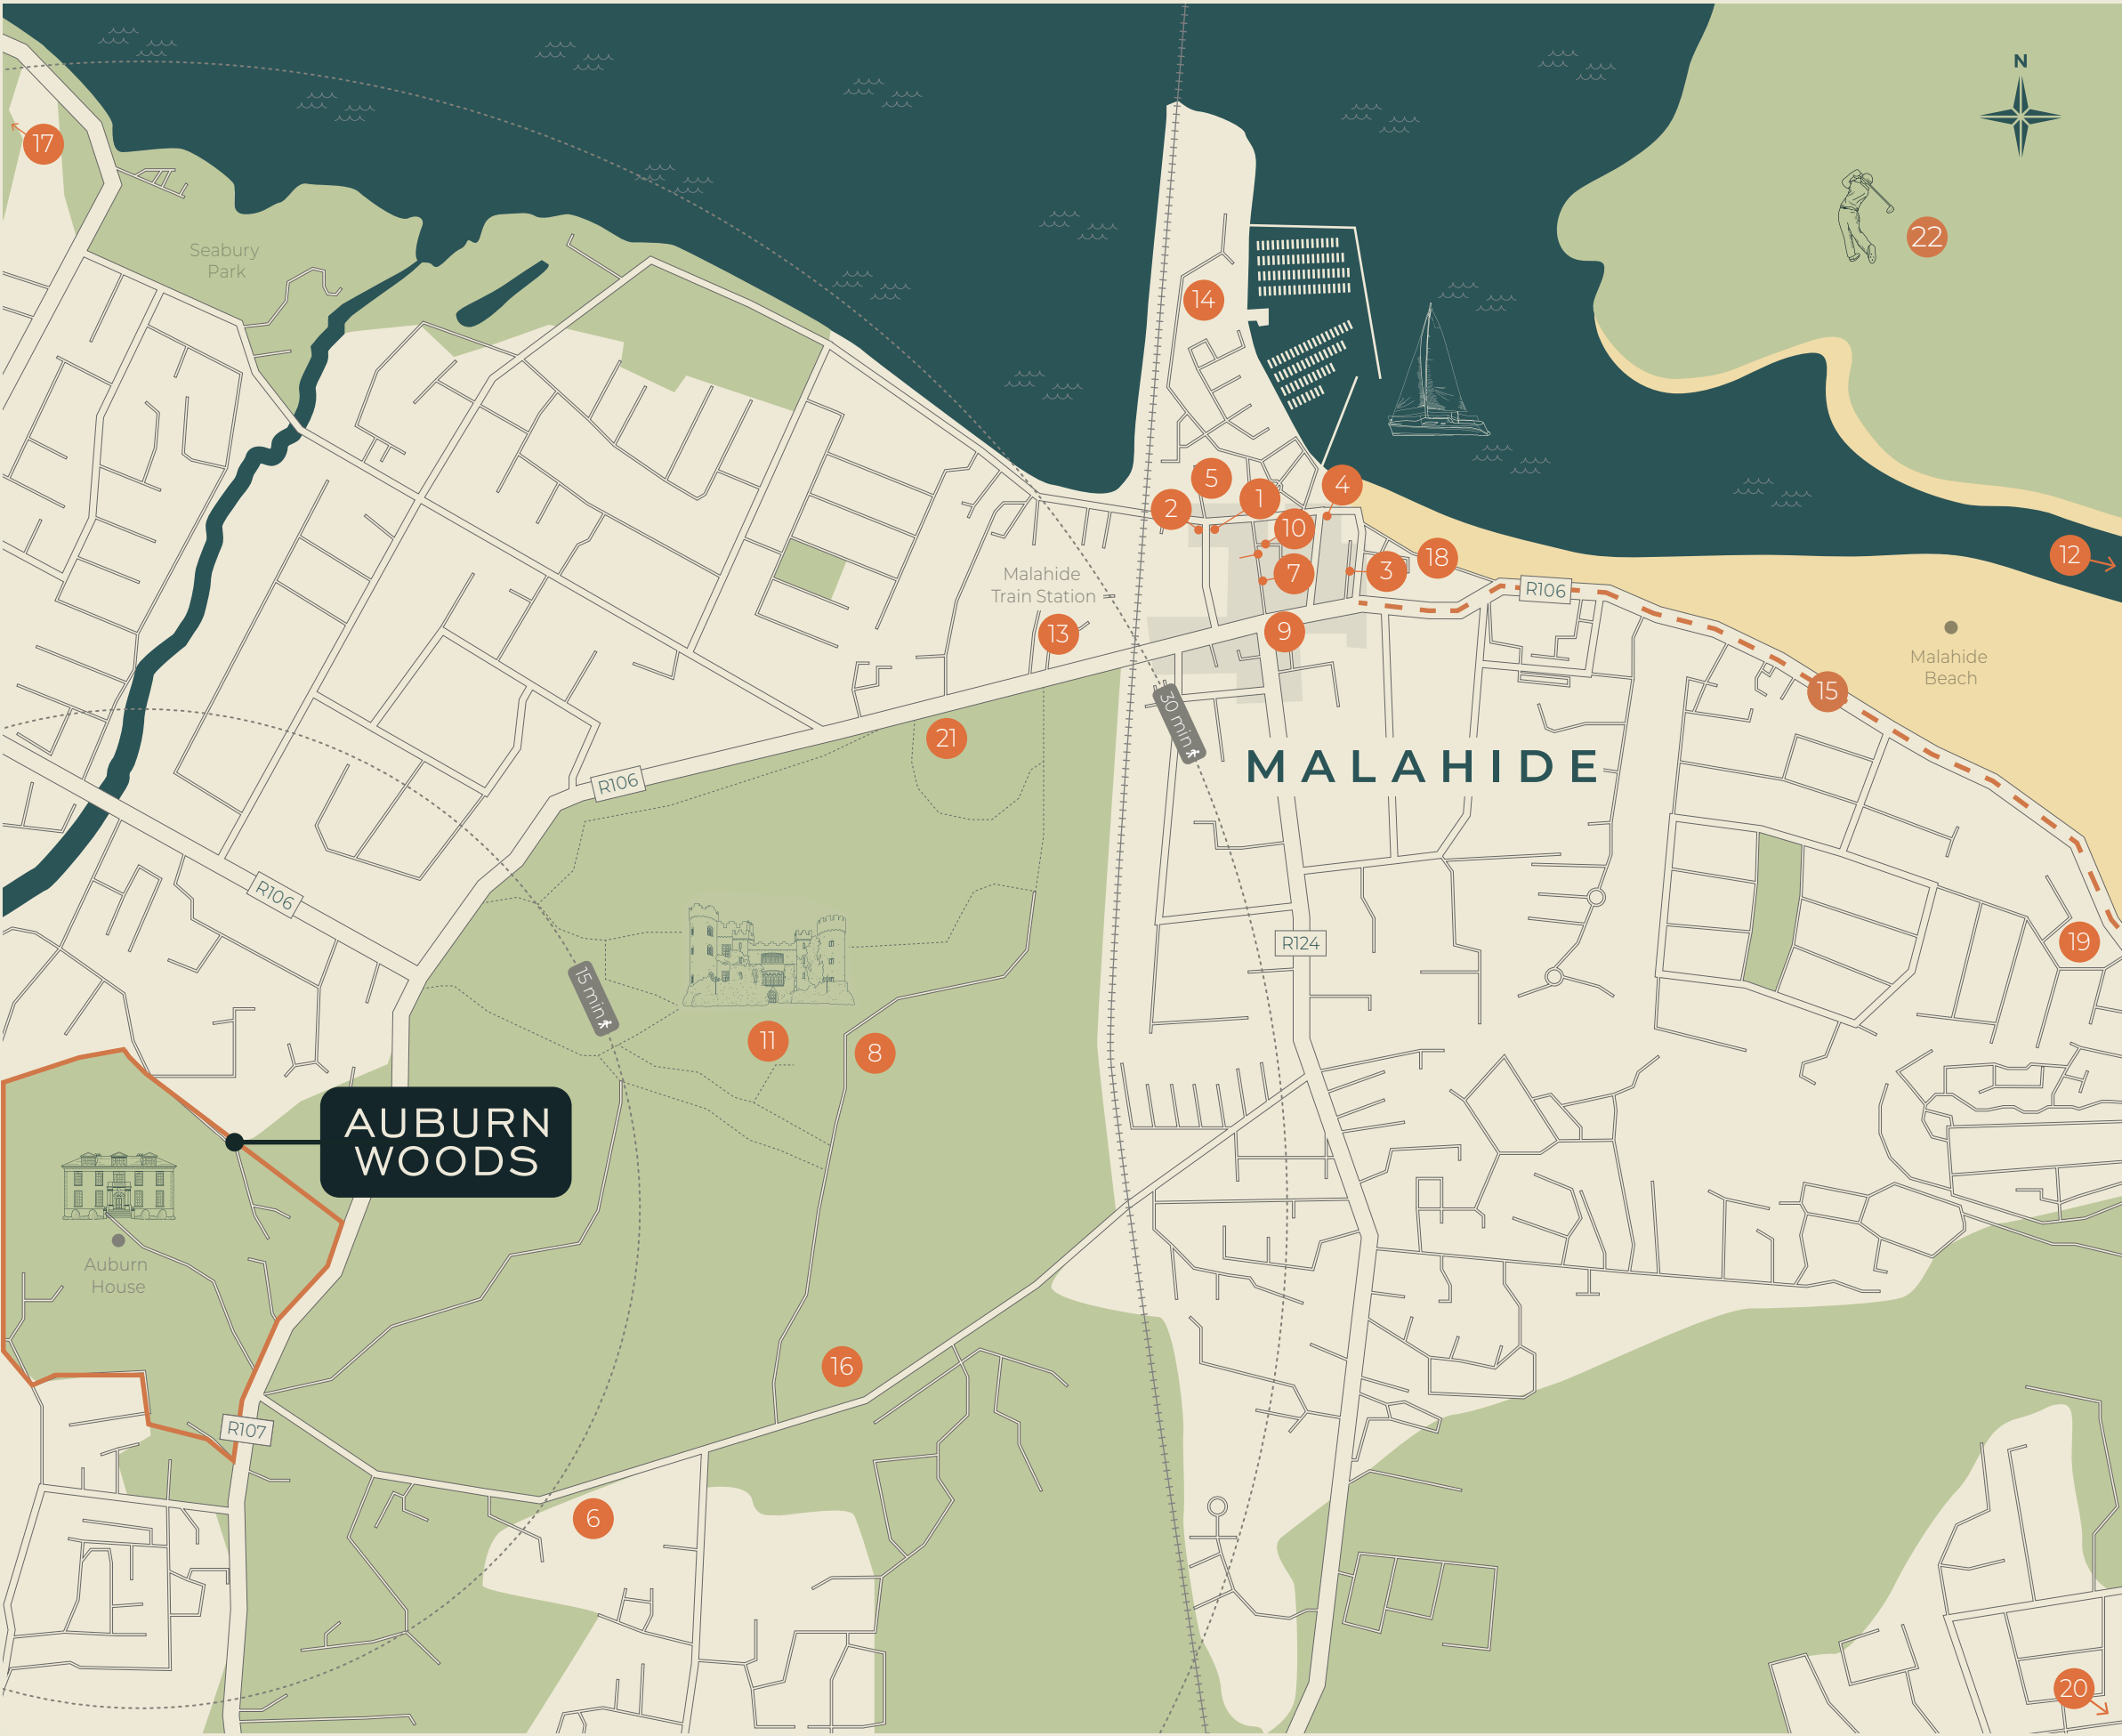 N
17
22
Seabury
Park
14
5
4
1
2
10
18
12
7
3
Malahide
Train Station
R106
9
13
Malahide
Beach
15
30 min
21
MALAHIDE
R106
R106
19
R124
15 min
11
8
AUBURN
WOODS
Auburn
House
16
R107
6
20